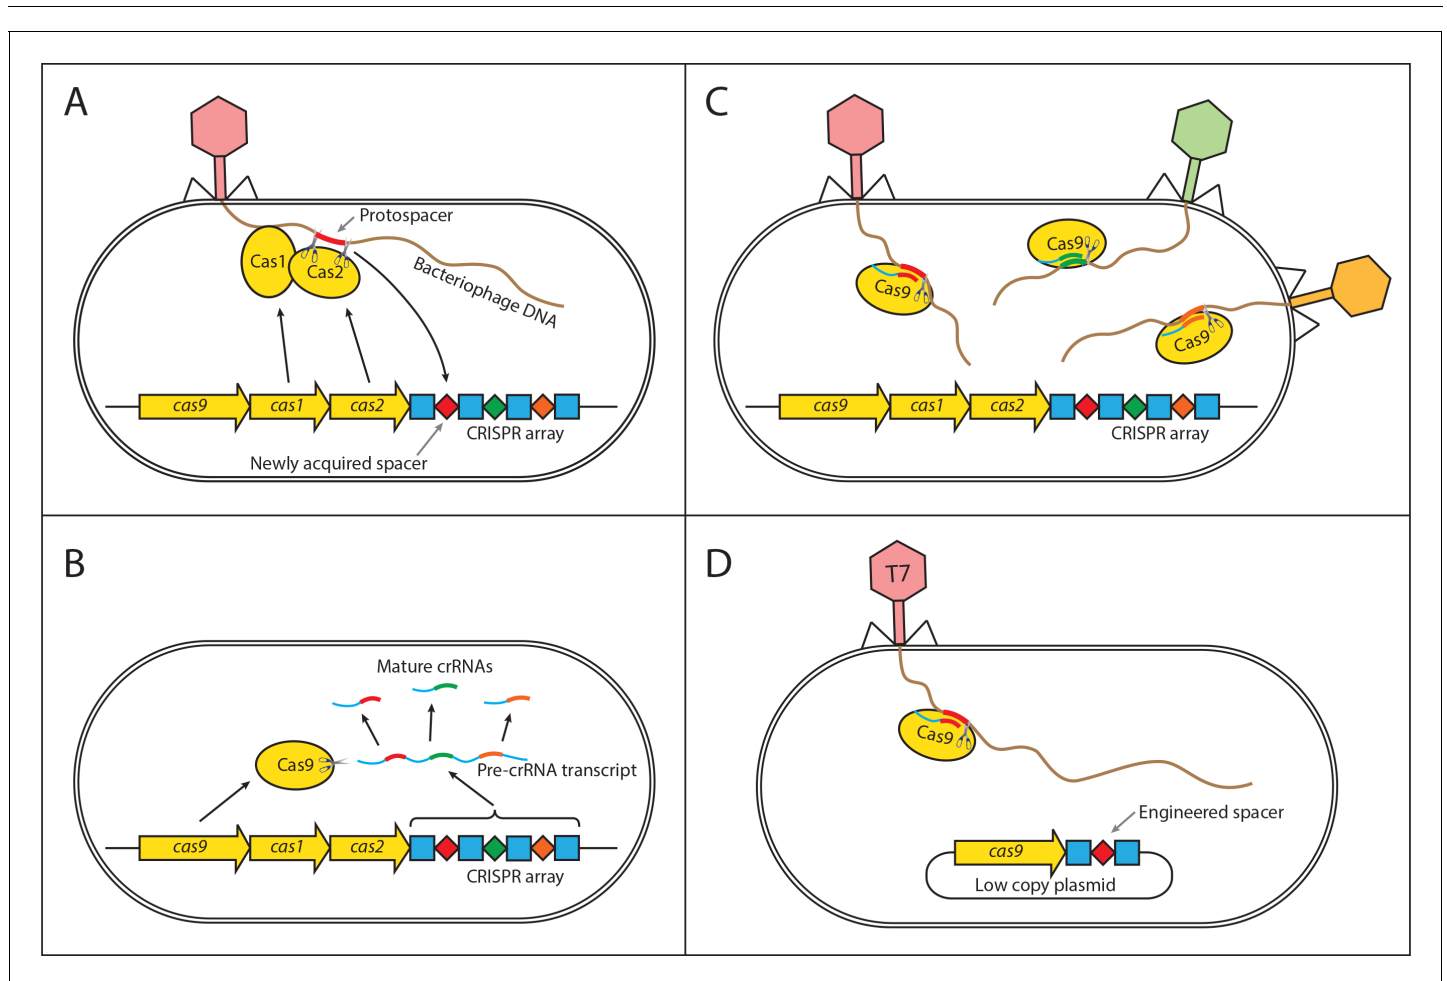 A
Protospacer
Cas1
Cas2
Bacteriophage DNA
cas9
cas1
cas2
CRISPR array
Newly acquired spacer
B
Mature crRNAs
Cas9
Pre-crRNA transcript
cas9
cas1
cas2
CRISPR array
C
Cas9
Cas9
Cas9
cas9
cas1
cas2
CRISPR array
D
T7
Cas9
Engineered spacer
cas9
Low copy plasmid